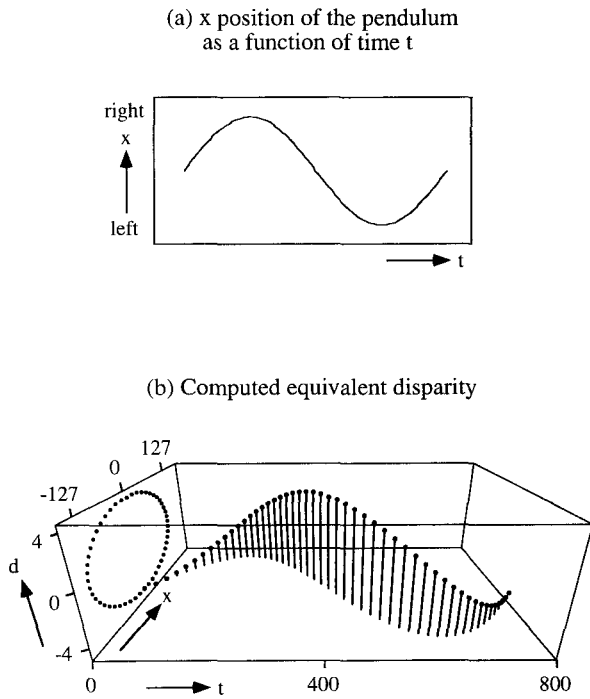 (a) x position of the pendulum
as a function of time t
right
x
left
t
(b) Computed equivalent disparity
127
0
-127
4
d
0
x
-4
0
t
400
800